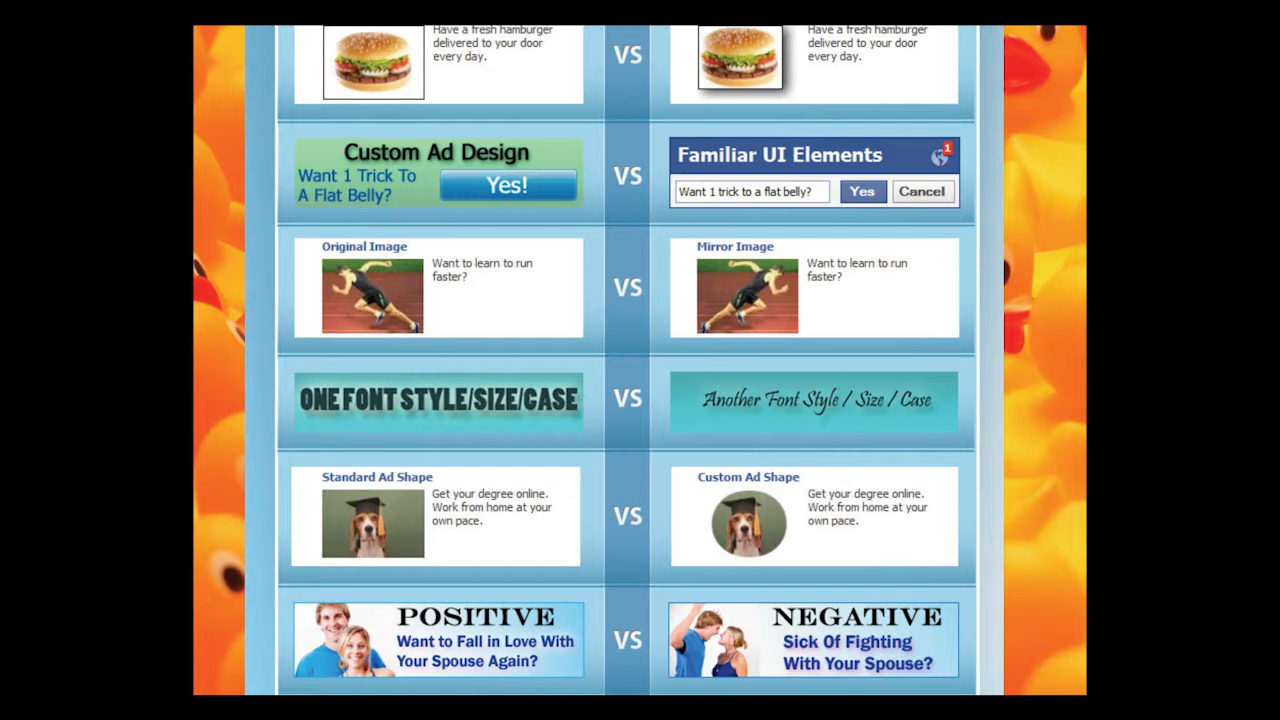 Have a fresh hamburger
delivered to your door
every day.
VS
Have a fresh hamburger
delivered to your door
every day.
Custom Ad Design
Want 1 Trick To
A Flat Belly?
Yes!
VS
Familiar UI Elements
1
Want 1 trick to a flat belly?
Yes
Cancel
Original Image
Want to learn to run
faster?
VS
Mirror Image
Want to learn to run
faster?
ONE FONT STYLE/SIZE/CASE
VS
Another Font Style / Size / Case
Standard Ad Shape
Get your degree online.
Work from home at your
own pace.
VS
Custom Ad Shape
Get your degree online.
Work from home at your
own pace.
POSITIVE
Want to Fall in Love With
Your Spouse Again?
VS
NEGATIVE
Sick Of Fighting
With Your Spouse?